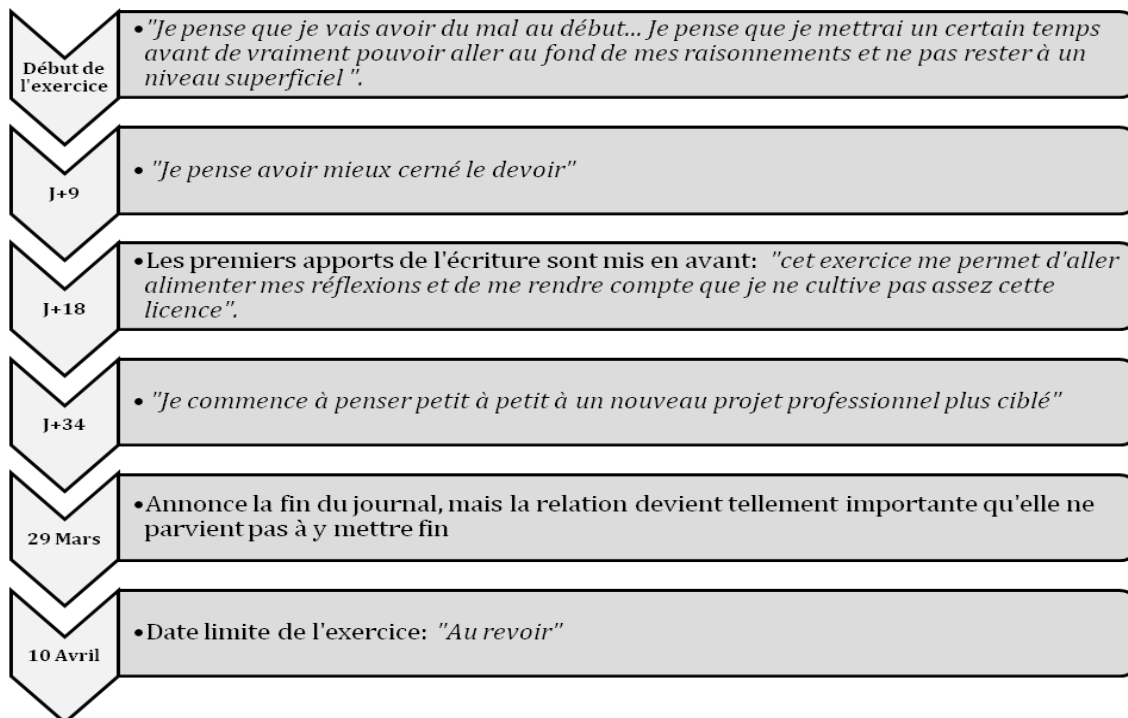 Début de
l'exercice
•"Je pense que je vais avoir du mal au début... Je pense que je mettrai un certain temps
avant de vraiment pouvoir aller au fond de mes raisonnements et ne pas rester à un
niveau superficiel ".
J+9
• "Je pense avoir mieux cerné le devoir"
J+18
•Les premiers apports de l'écriture sont mis en avant: "cet exercice me permet d'aller
alimenter mes réflexions et de me rendre compte que je ne cultive pas assez cette
licence".
J+34
• "Je commence à penser petit à petit à un nouveau projet professionnel plus ciblé"
29 Mars
•Annonce la fin du journal, mais la relation devient tellement importante qu'elle ne
parvient pas à y mettre fin
10 Avril
•Date limite de l'exercice: "Au revoir"